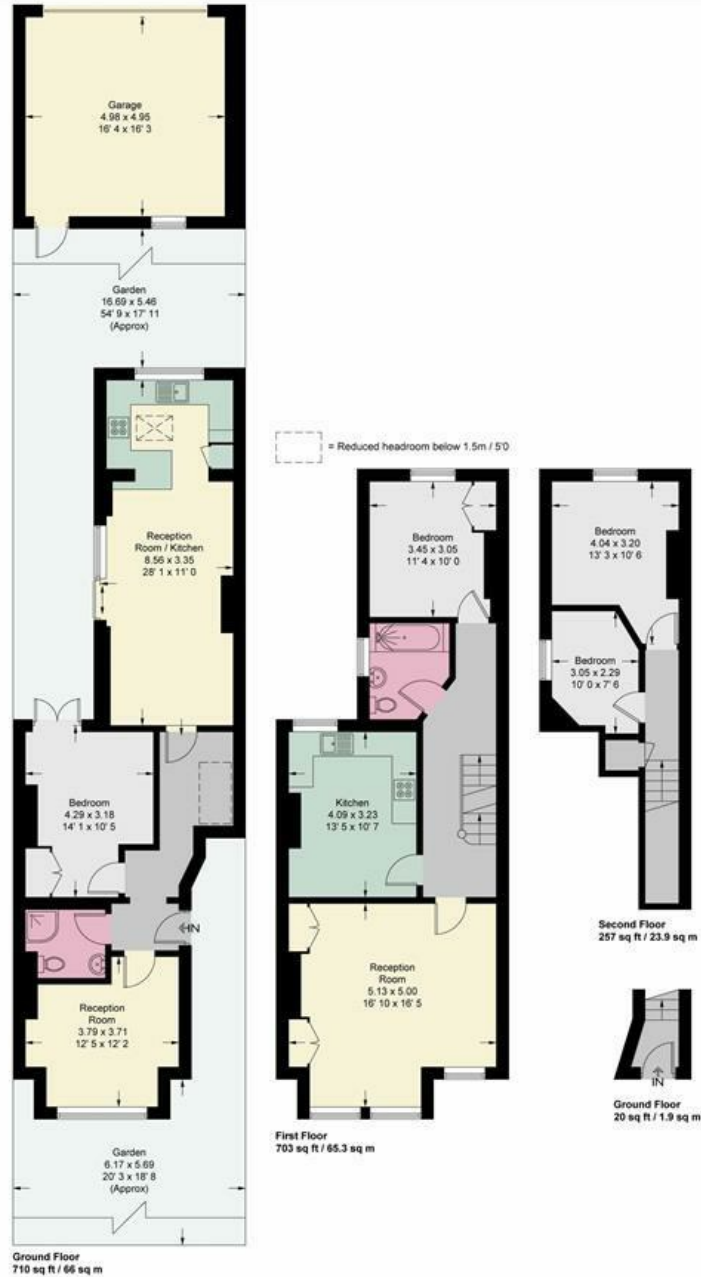 Garage
4.98 x 4.95
16' 4 x 16' 3
Garden
16.69 x 5.46
54' 9 x 17' 11
(Approx)
= Reduced headroom below 1.5m / 5'0
Reception
Room / Kitchen
8.56 x 3.35
28' 1 x 11' 0
Bedroom
4.29 x 3.18
14' 1 x 10' 5
IN
Reception
Room
3.79 x 3.71
12' 5 x 12' 2
Garden
6.17 x 5.69
20' 3 x 18' 8
(Approx)
Ground Floor
710 sq ft / 66 sq m
Bedroom
3.45 x 3.05
11' 4 x 10' 0
Kitchen
4.09 x 3.23
13' 5 x 10' 7
Reception
Room
5.13 x 5.00
16' 10 x 16' 5
First Floor
703 sq ft / 65.3 sq m
Bedroom
4.04 x 3.20
13' 3 x 10' 6
Bedroom
3.05 x 2.29
10' 0 x 7' 6
Second Floor
257 sq ft / 23.9 sq m
IN
Ground Floor
20 sq ft / 1.9 sq m